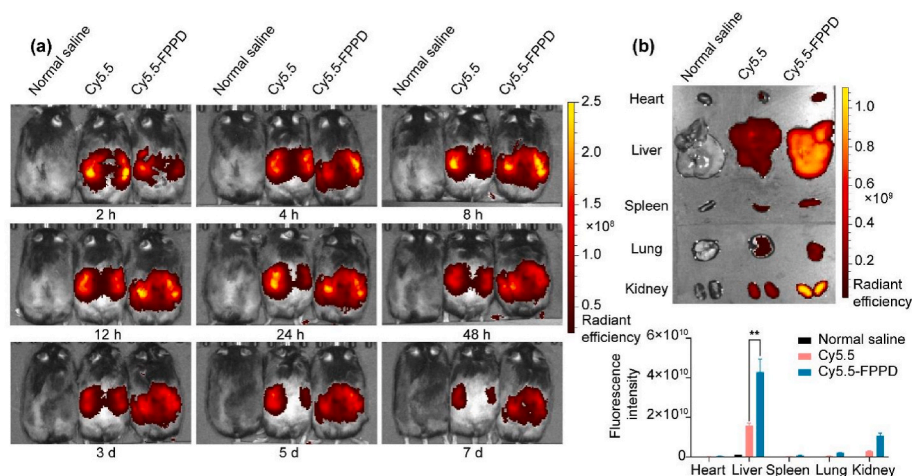 (a)
Normal saline
Cy5.5
Cy5.5-FPPD
Normal saline
Cy5.5
Cy5.5-FPPD
Normal saline
Cy5.5
Cy5.5-FPPD
2 h
4 h
8 h
12 h
24 h
48 h
3 d
5 d
7 d
2.5
2.0
1.5
×10⁸
1.0
0.5
Radiant
efficiency
(b)
Normal saline
Cy5.5
Cy5.5-FPPD
Heart
Liver
Spleen
Lung
Kidney
1.0
0.8
0.6
×10⁹
0.4
0.2
Radiant
efficiency
Fluorescence
intensity
6×10¹⁰
4×10¹⁰
2×10¹⁰
0
**
Normal saline
Cy5.5
Cy5.5-FPPD
Heart Liver Spleen Lung Kidney